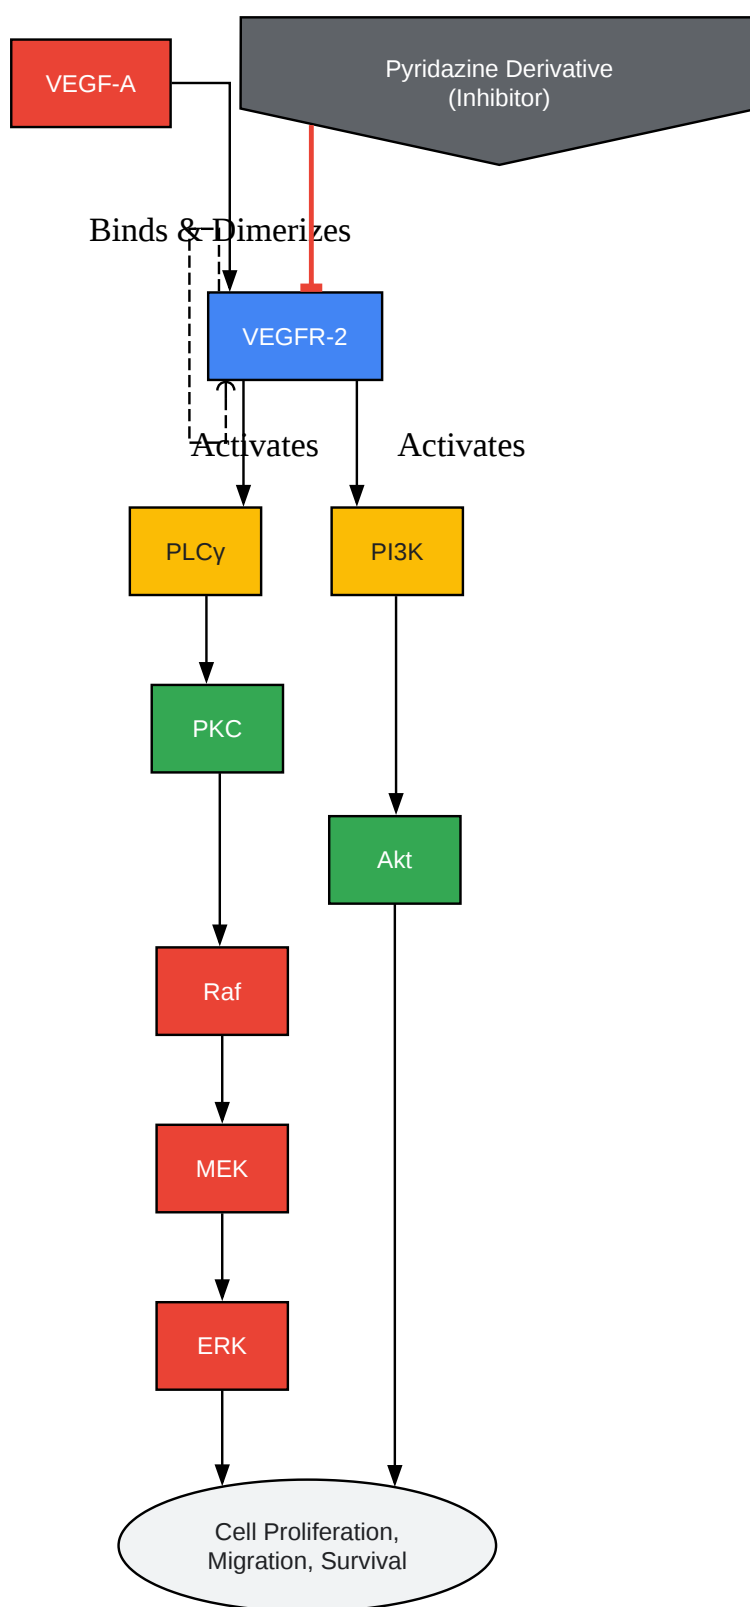 VEGF-A
Pyridazine Derivative
(Inhibitor)
Binds & Dimerizes
VEGFR-2
Activates
Activates
PLCγ
PI3K
PKC
Akt
Raf
MEK
ERK
Cell Proliferation,
Migration, Survival